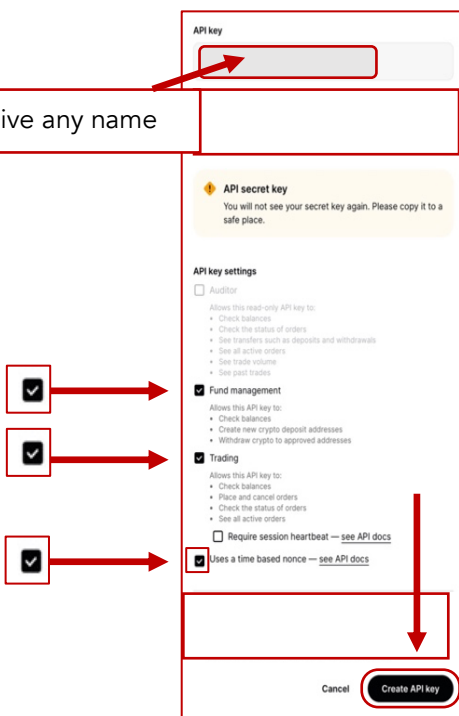 API key
ive any name
API secret key
You will not see your secret key again. Please copy it to a
safe place.
API key settings
Auditor
Allows this read-only API key to:
• Check balances
• Check the status of orders
• See transfers such as deposits and withdrawals
• See all active orders
• See trade volume
• See past trades
Fund management
Allows this API key to:
• Check balances
• Create new crypto deposit addresses
• Withdraw crypto to approved addresses
Trading
Allows this API key to:
• Check balances
• Place and cancel orders
• Check the status of orders
• See all active orders
Require session heartbeat — see API docs
Uses a time based nonce — see API docs
Cancel Create API key